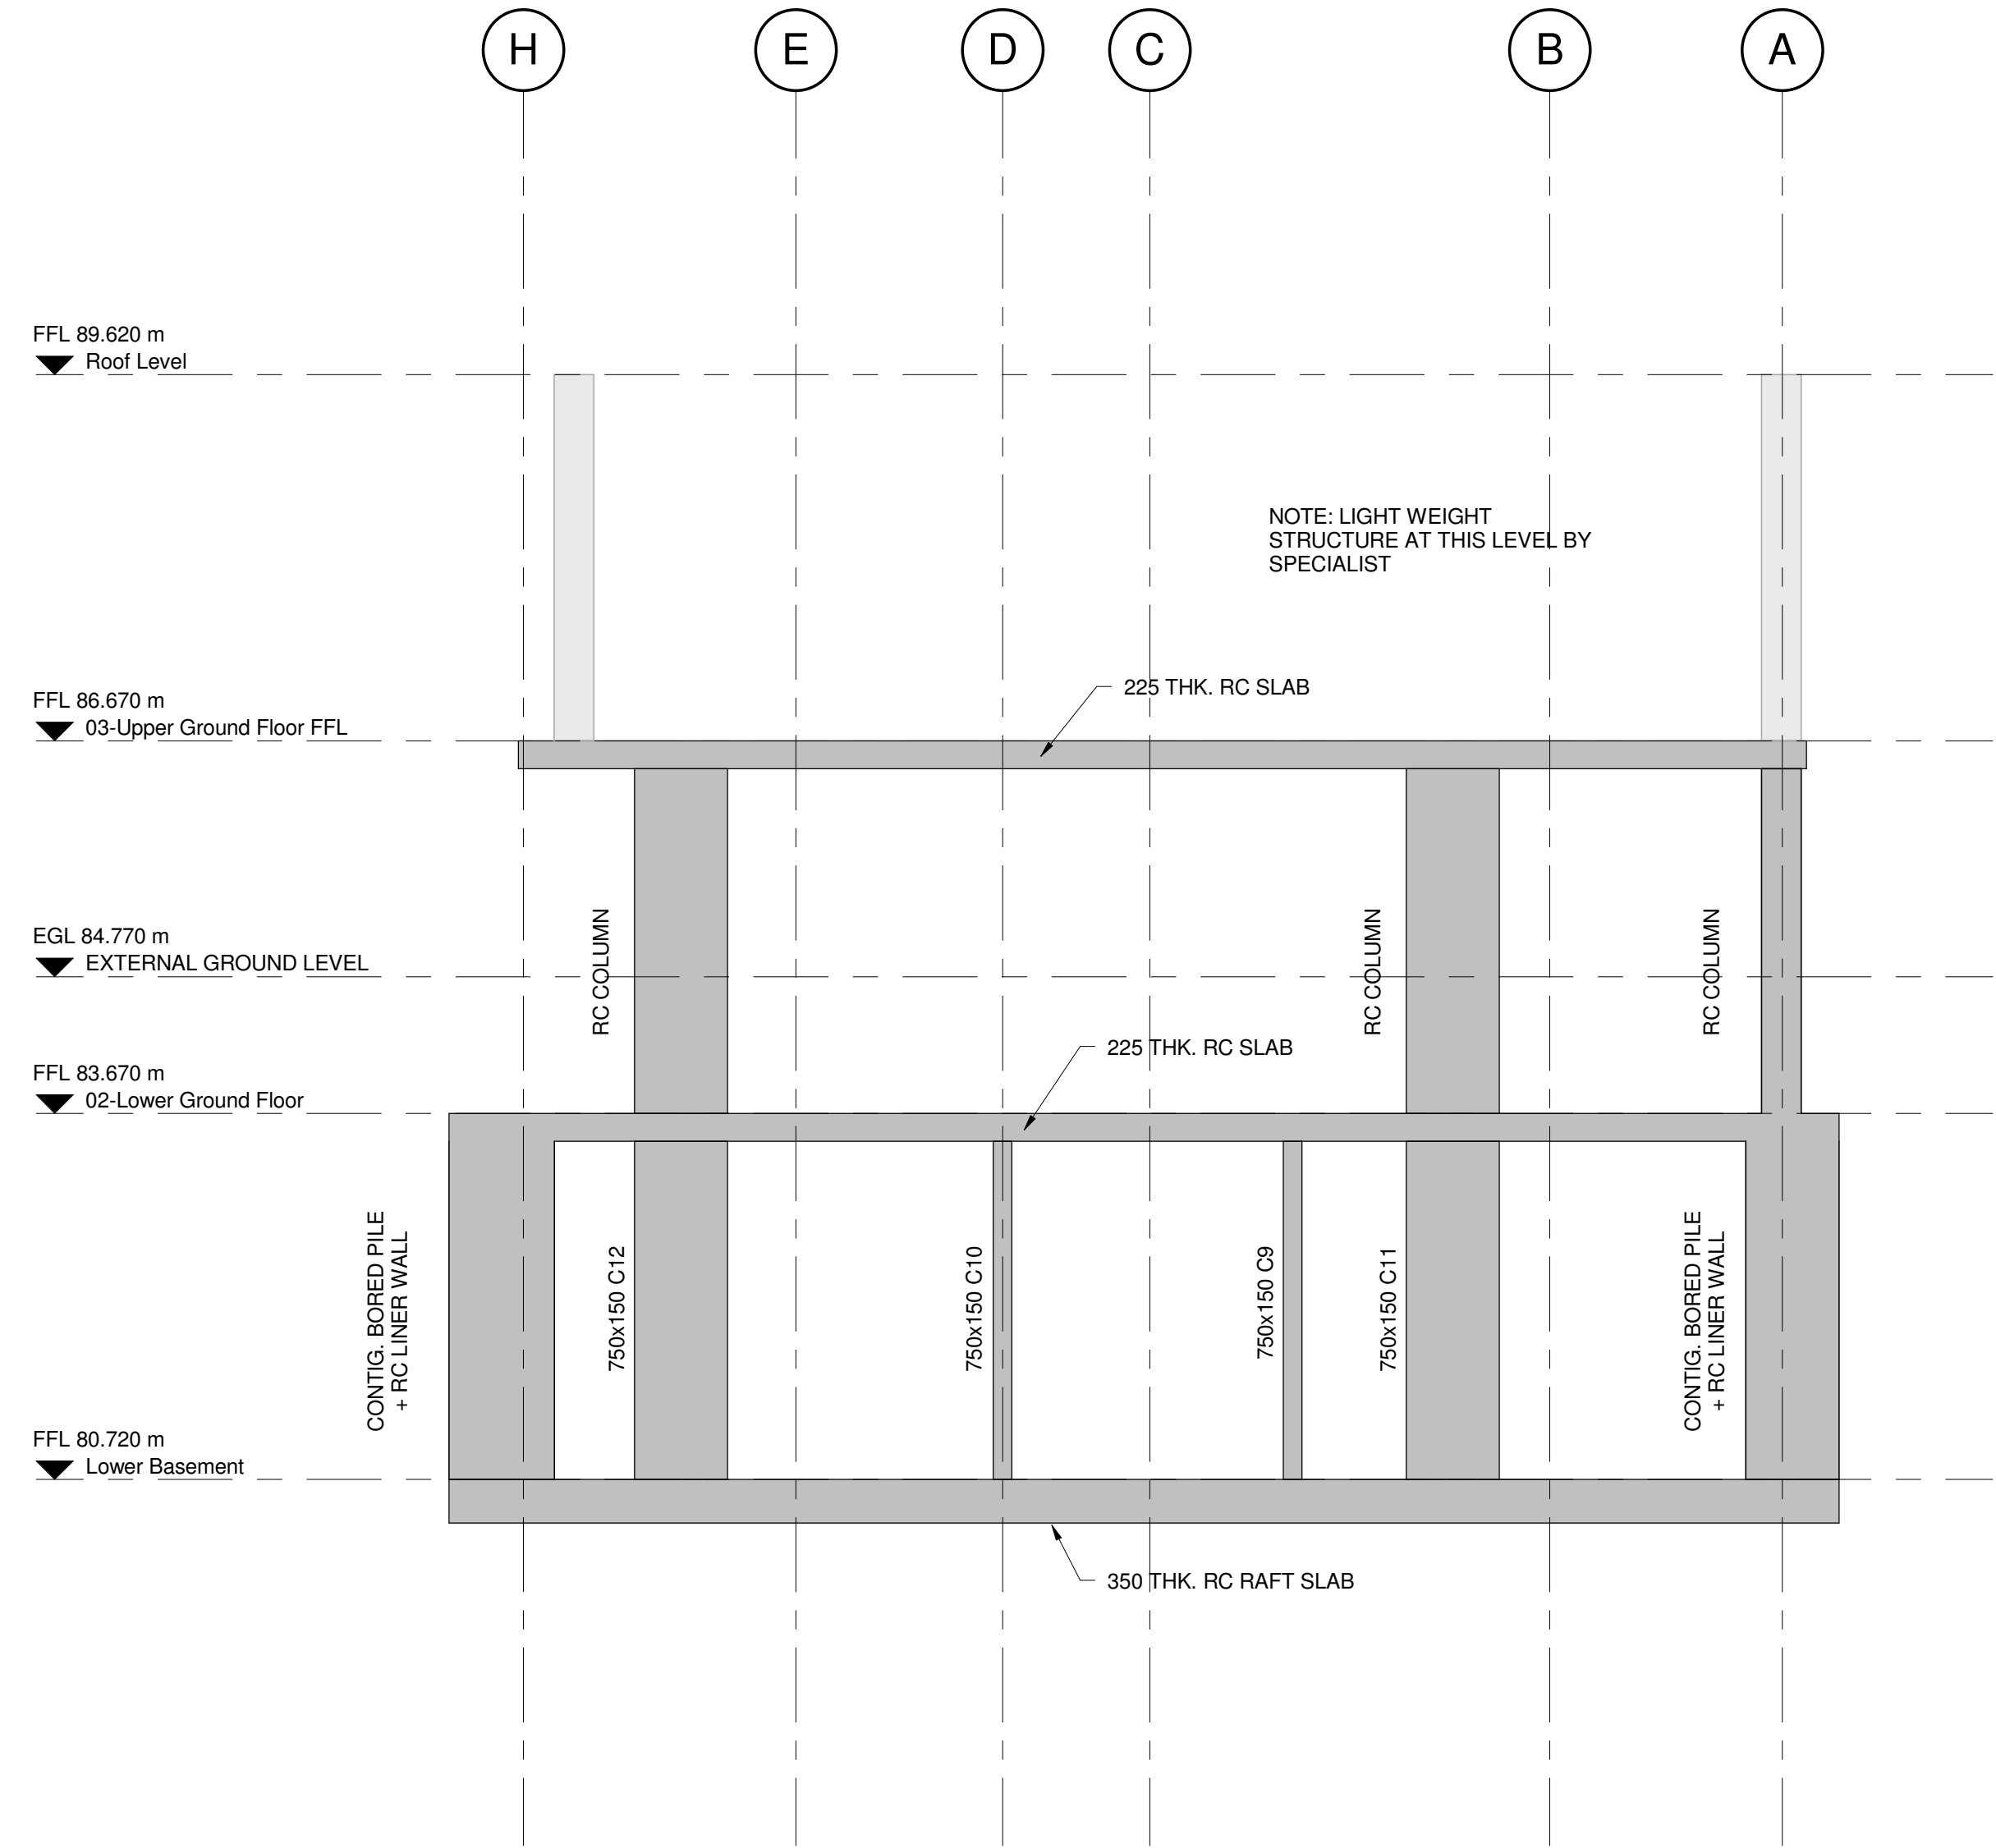 H
E
D
C
B
A
FFL 89.620 m
Roof Level
NOTE: LIGHT WEIGHT
STRUCTURE AT THIS LEVEL BY
SPECIALIST
225 THK. RC SLAB
FFL 86.670 m
03-Upper Ground Floor FFL
RC COLUMN
RC COLUMN
RC COLUMN
EGL 84.770 m
EXTERNAL GROUND LEVEL
225 THK. RC SLAB
FFL 83.670 m
02-Lower Ground Floor
CONTIG. BORED PILE
+ RC LINER WALL
750x150 C12
750x150 C10
750x150 C9
750x150 C11
CONTIG. BORED PILE
+ RC LINER WALL
FFL 80.720 m
Lower Basement
350 THK. RC RAFT SLAB